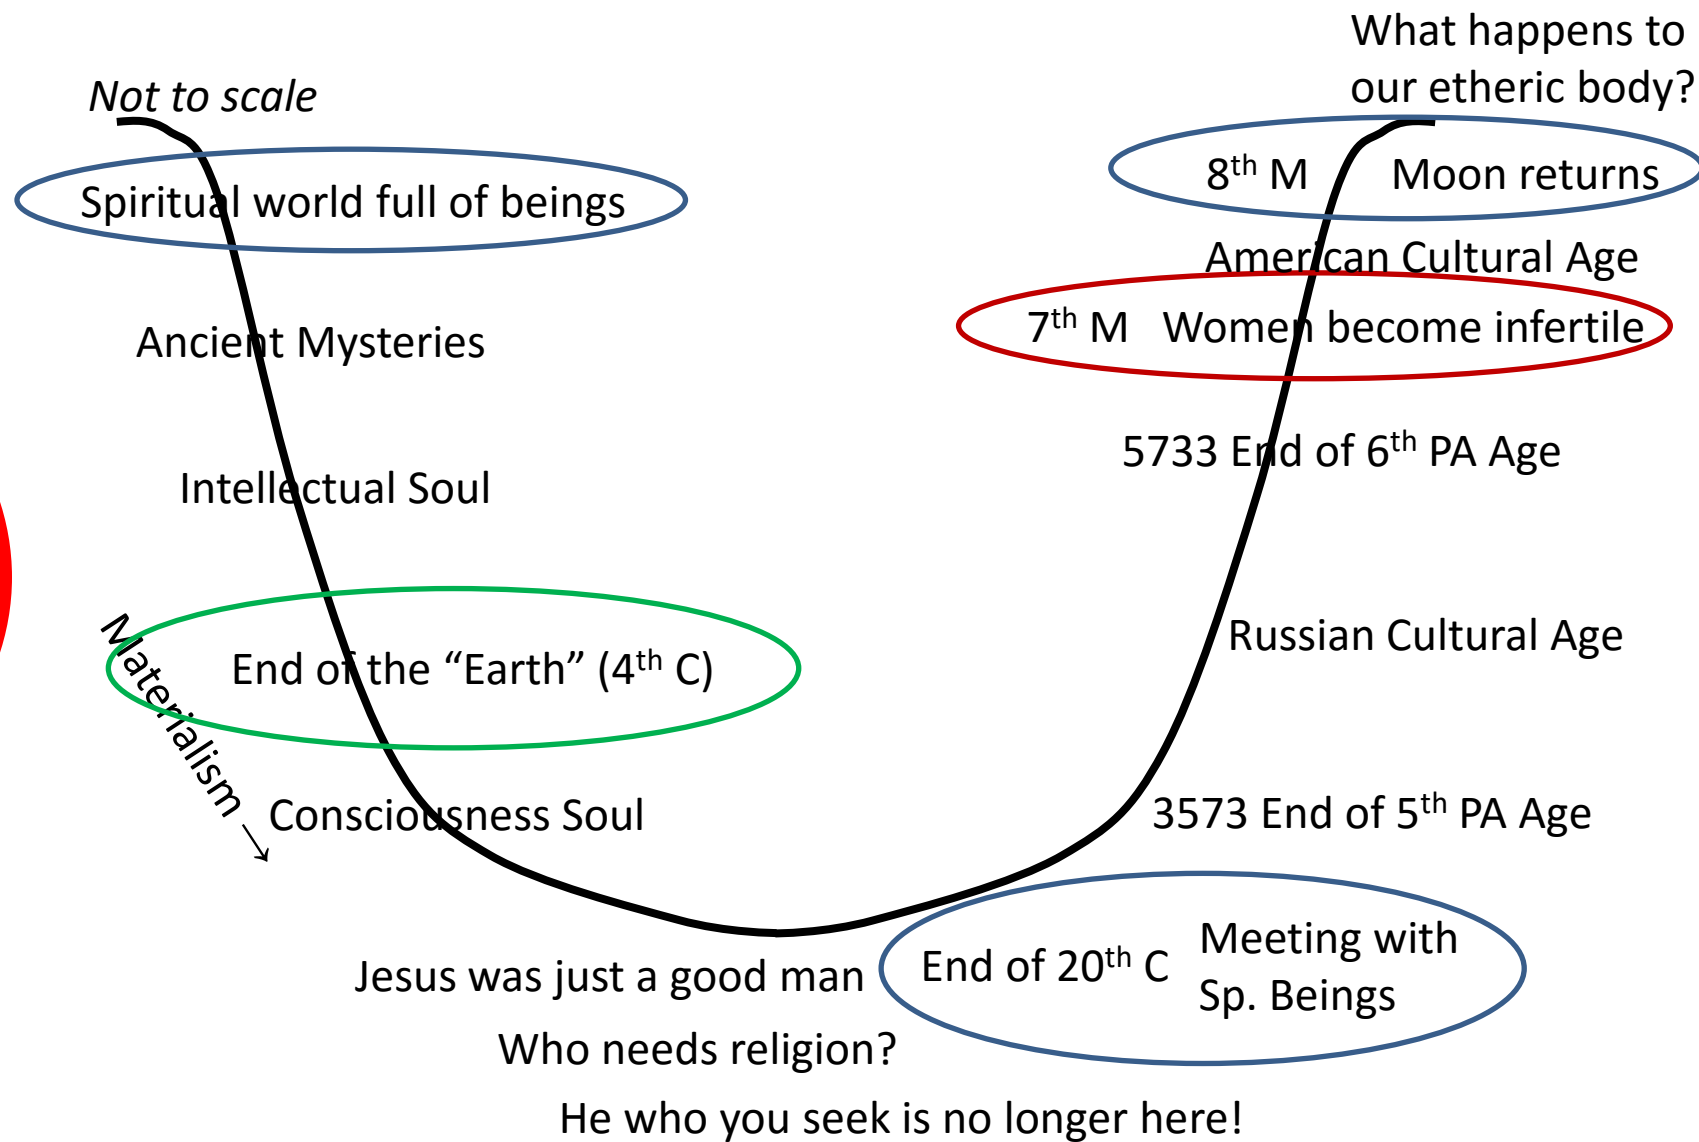 What happens to
our etheric body?
Not to scale
Spiritual world full of beings
8th M Moon returns
American Cultural Age
Ancient Mysteries
7th M Women become infertile
5733 End of 6th PA Age
Intellectual Soul
Russian Cultural Age
End of the “Earth” (4th C)
Materialism →
Consciousness Soul
3573 End of 5th PA Age
End of 20th C
Meeting with
Sp. Beings
Jesus was just a good man
Who needs religion?
He who you seek is no longer here!